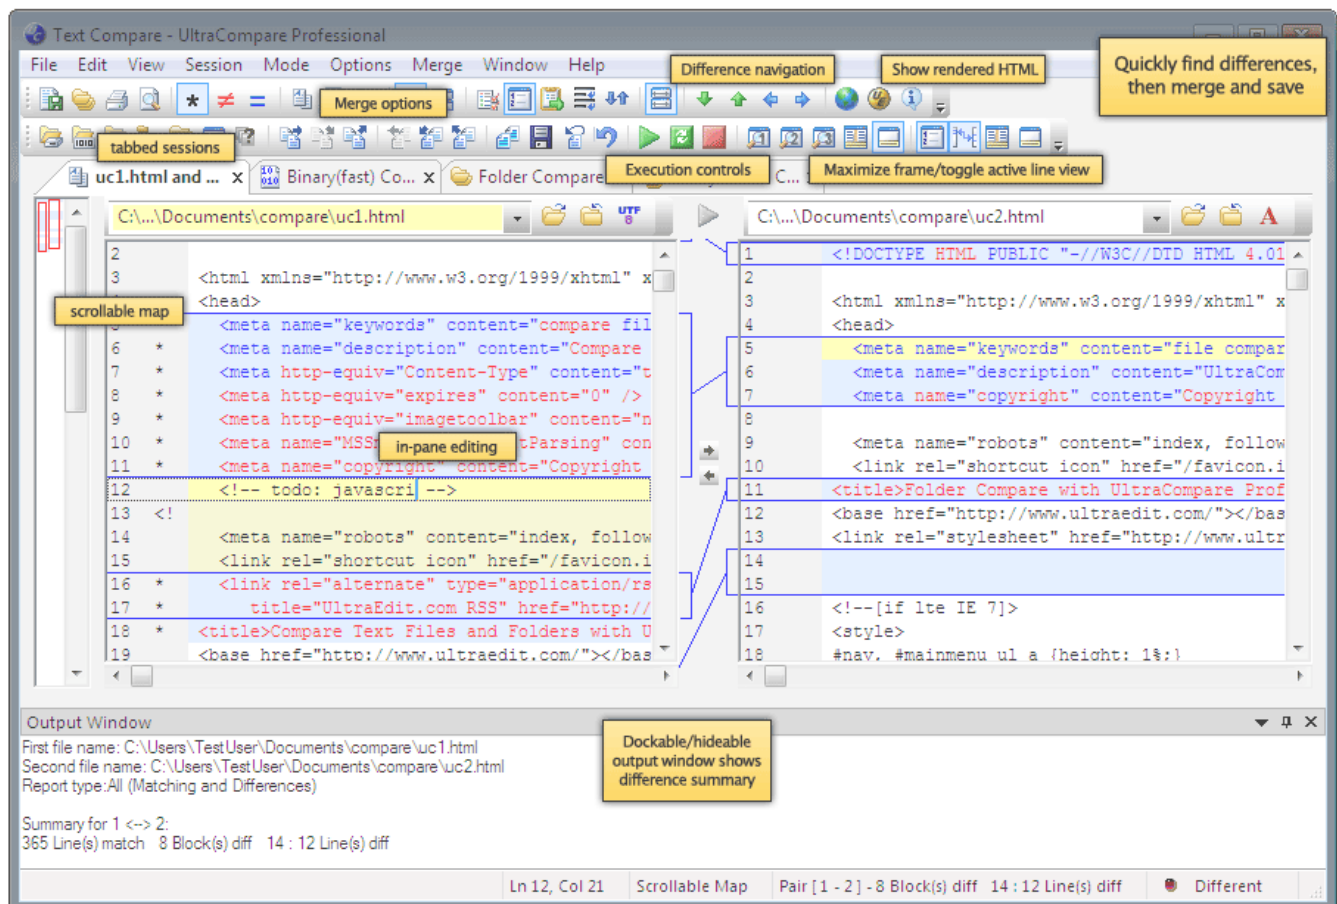 Text Compare - UltraCompare Professional
File Edit View Session Mode Options Merge Window Help
Difference navigation
Show rendered HTML
Quickly find differences,
then merge and save
Merge options
tabbed sessions
Execution controls
Maximize frame/toggle active line view
uc1.html and ... x
Binary(fast) Co... x
Folder Compare
C...
C:\...\Documents\compare\uc1.html
UTF
8
C:\...\Documents\compare\uc2.html
A
scrollable map
2
3 <html xmlns="http://www.w3.org/1999/xhtml" x
<head>
<meta name="keywords" content="compare fil
6 * <meta name="description" content="Compare
7 * <meta http-equiv="Content-Type" content="t
8 * <meta http-equiv="expires" content="0" />
9 * <meta http-equiv="imagetoolbar" content="n
10 * <meta name="MSS Parsing" con
in-pane editing
11 * <meta name="copyright" content="Copyright
12 <!-- todo: javascri -->
13 <!
14 <meta name="robots" content="index, follow
15 <link rel="shortcut icon" href="/favicon.i
16 * <link rel="alternate" type="application/rs
17 * title="UltraEdit.com RSS" href="http://
18 * <title>Compare Text Files and Folders with U
19 <base href="http://www.ultraedit.com/"></bas
1 <!DOCTYPE HTML PUBLIC "-//W3C//DTD HTML 4.01
2
3 <html xmlns="http://www.w3.org/1999/xhtml" x
4 <head>
5 <meta name="keywords" content="file compar
6 <meta name="description" content="UltraCom
7 <meta name="copyright" content="Copyright
8
9 <meta name="robots" content="index, follow
10 <link rel="shortcut icon" href="/favicon.i
11 <title>Folder Compare with UltraCompare Prof
12 <base href="http://www.ultraedit.com/"></bas
13 <link rel="stylesheet" href="http://www.ultr
14
15
16 <!--[if lte IE 7]>
17 <style>
18 #nav, #mainmenu ul a {height: 1%;}
Output Window
First file name: C:\Users\TestUser\Documents\compare\uc1.html
Second file name: C:\Users\TestUser\Documents\compare\uc2.html
Report type:All (Matching and Differences)
Summary for 1 <--> 2:
365 Line(s) match 8 Block(s) diff 14 : 12 Line(s) diff
Dockable/hideable
output window shows
difference summary
Ln 12, Col 21 Scrollable Map Pair [ 1 - 2 ] - 8 Block(s) diff 14 : 12 Line(s) diff Different